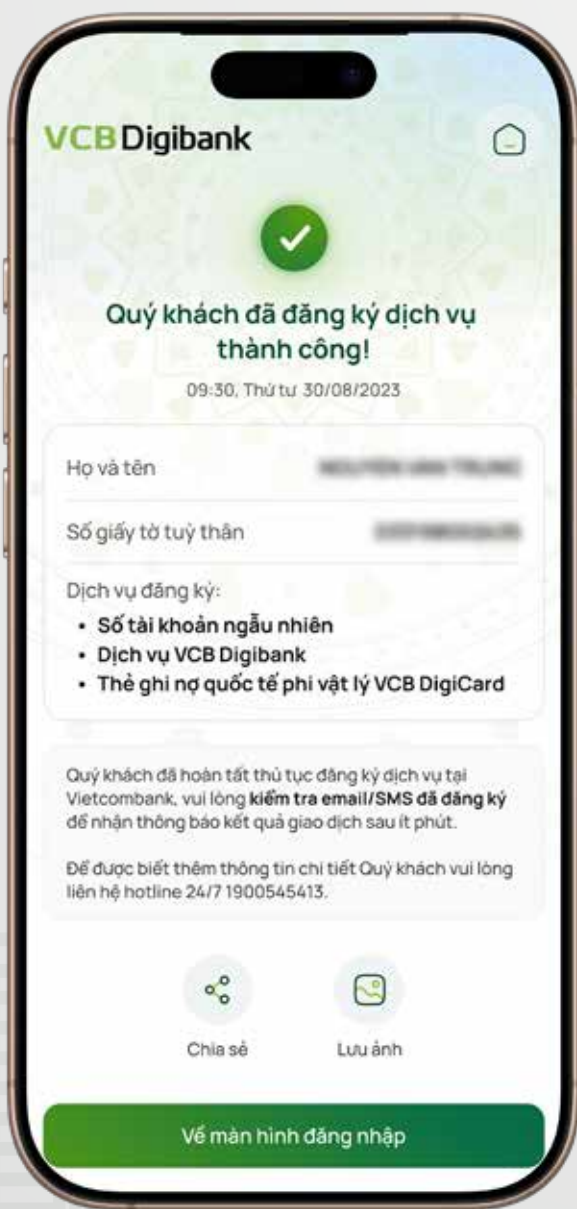 VCB Digibank
Quý khách đã đăng ký dịch vụ
thành công!
09:30, Thứ tư 30/08/2023
Họ và tên
Số giấy tờ tuỳ thân
Dịch vụ đăng ký:
• Số tài khoản ngẫu nhiên
• Dịch vụ VCB Digibank
• Thẻ ghi nợ quốc tế phi vật lý VCB DigiCard
Quý khách đã hoàn tất thủ tục đăng ký dịch vụ tại
Vietcombank, vui lòng kiểm tra email/SMS đã đăng ký
để nhận thông báo kết quả giao dịch sau ít phút.
Để được biết thêm thông tin chi tiết Quý khách vui lòng
liên hệ hotline 24/7 1900545413.
Chia sẻ
Lưu ảnh
Về màn hình đăng nhập